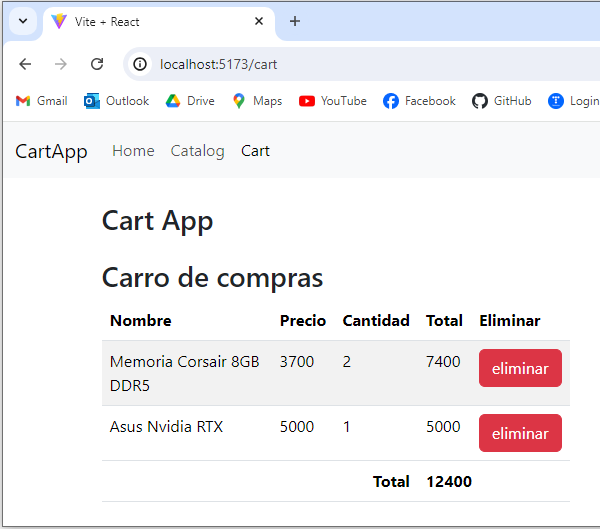 Vite + React
localhost:5173/cart
Gmail Outlook Drive Maps YouTube Facebook GitHub Login
CartApp Home Catalog Cart
Cart App
Carro de compras
Nombre Precio Cantidad Total Eliminar
Memoria Corsair 8GB 3700 2 7400 eliminar
DDR5
Asus Nvidia RTX 5000 1 5000 eliminar
Total 12400